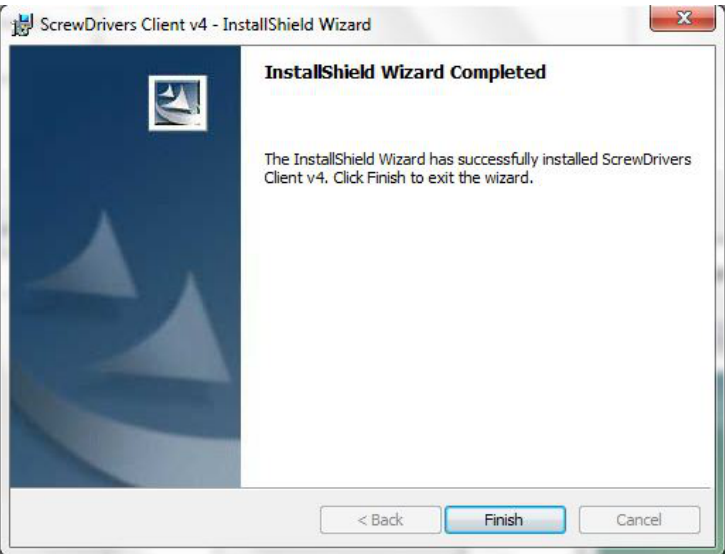 ScrewDrivers Client v4 - InstallShield Wizard
InstallShield Wizard Completed
The InstallShield Wizard has successfully installed ScrewDrivers
Client v4. Click Finish to exit the wizard.
< Back
Finish
Cancel